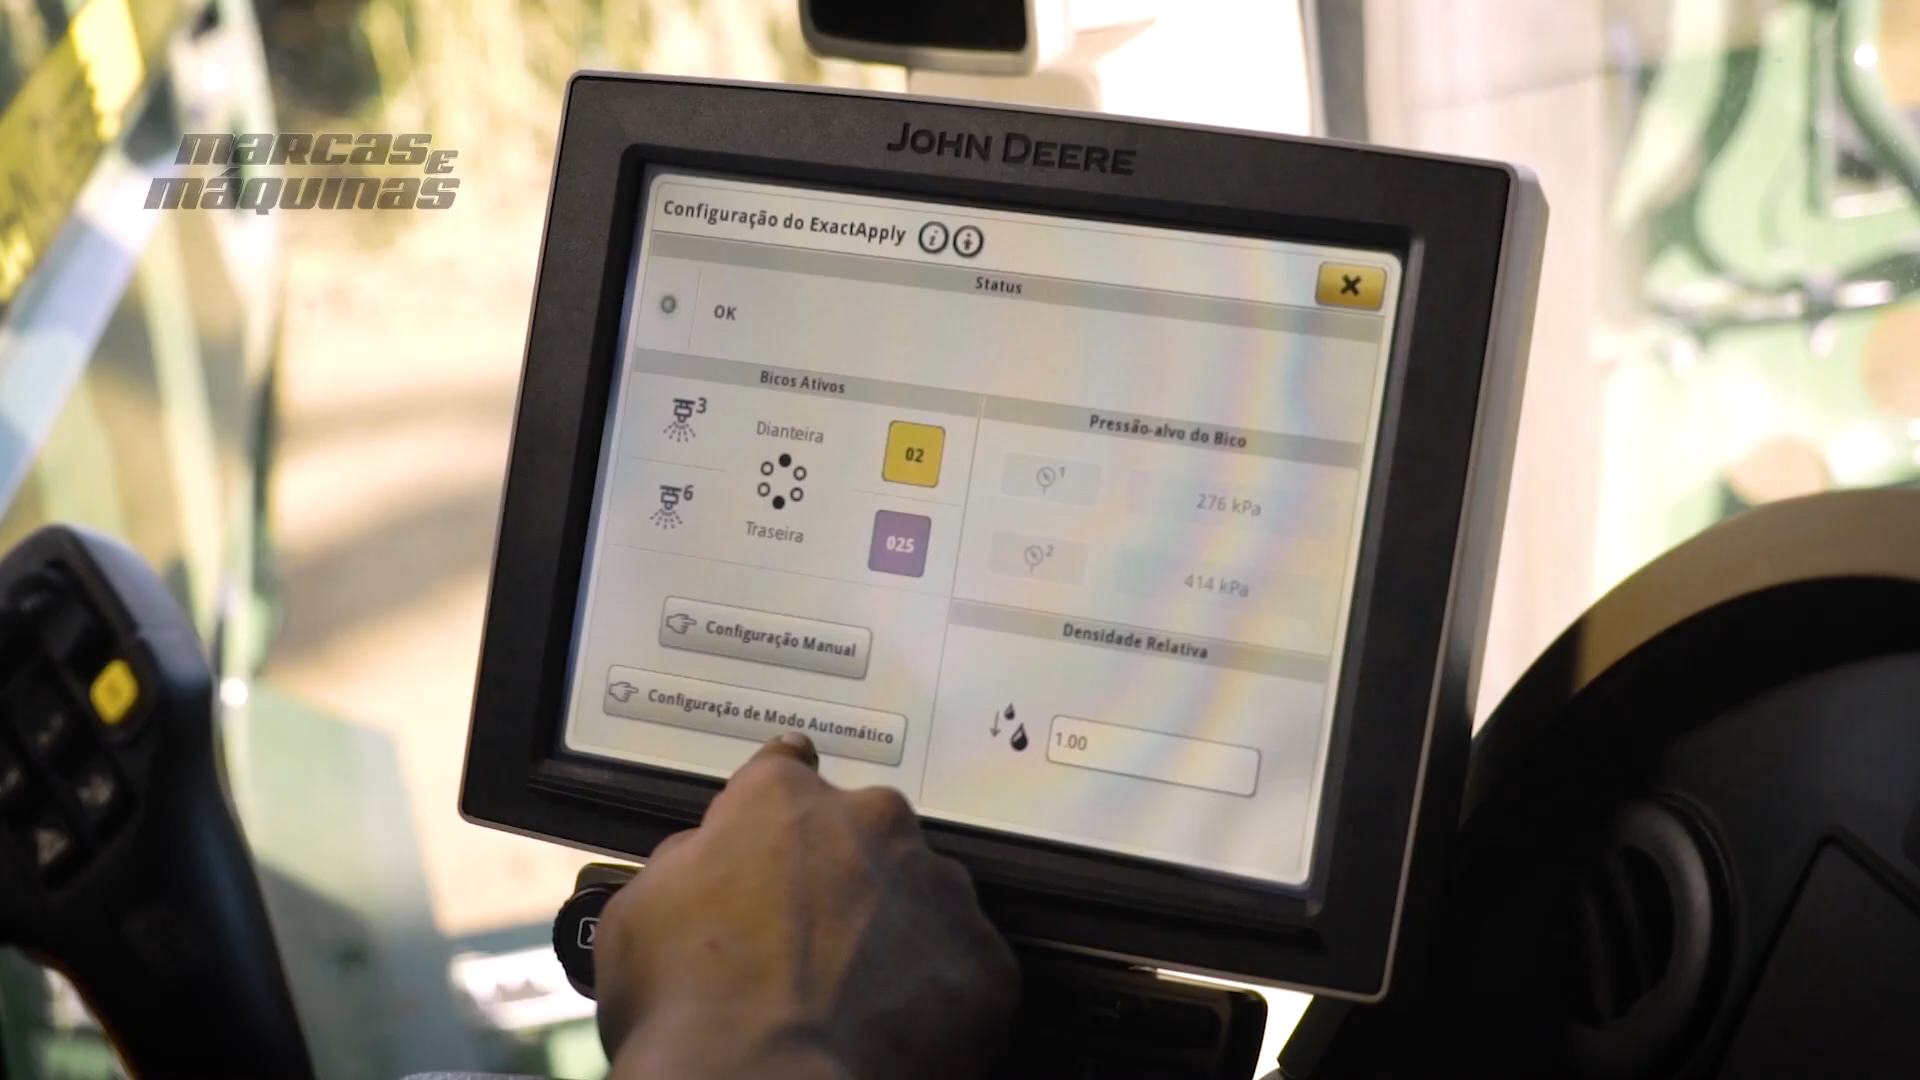 MARCAS E
MÁQUINAS
JOHN DEERE
Configuração do ExactApply
Status
OK
Bicos Ativos
3
Dianteira
02
6
Traseira
025
Pressão-alvo do Bico
1
276 kPa
2
414 kPa
Configuração Manual
Configuração de Modo Automático
Densidade Relativa
1.00